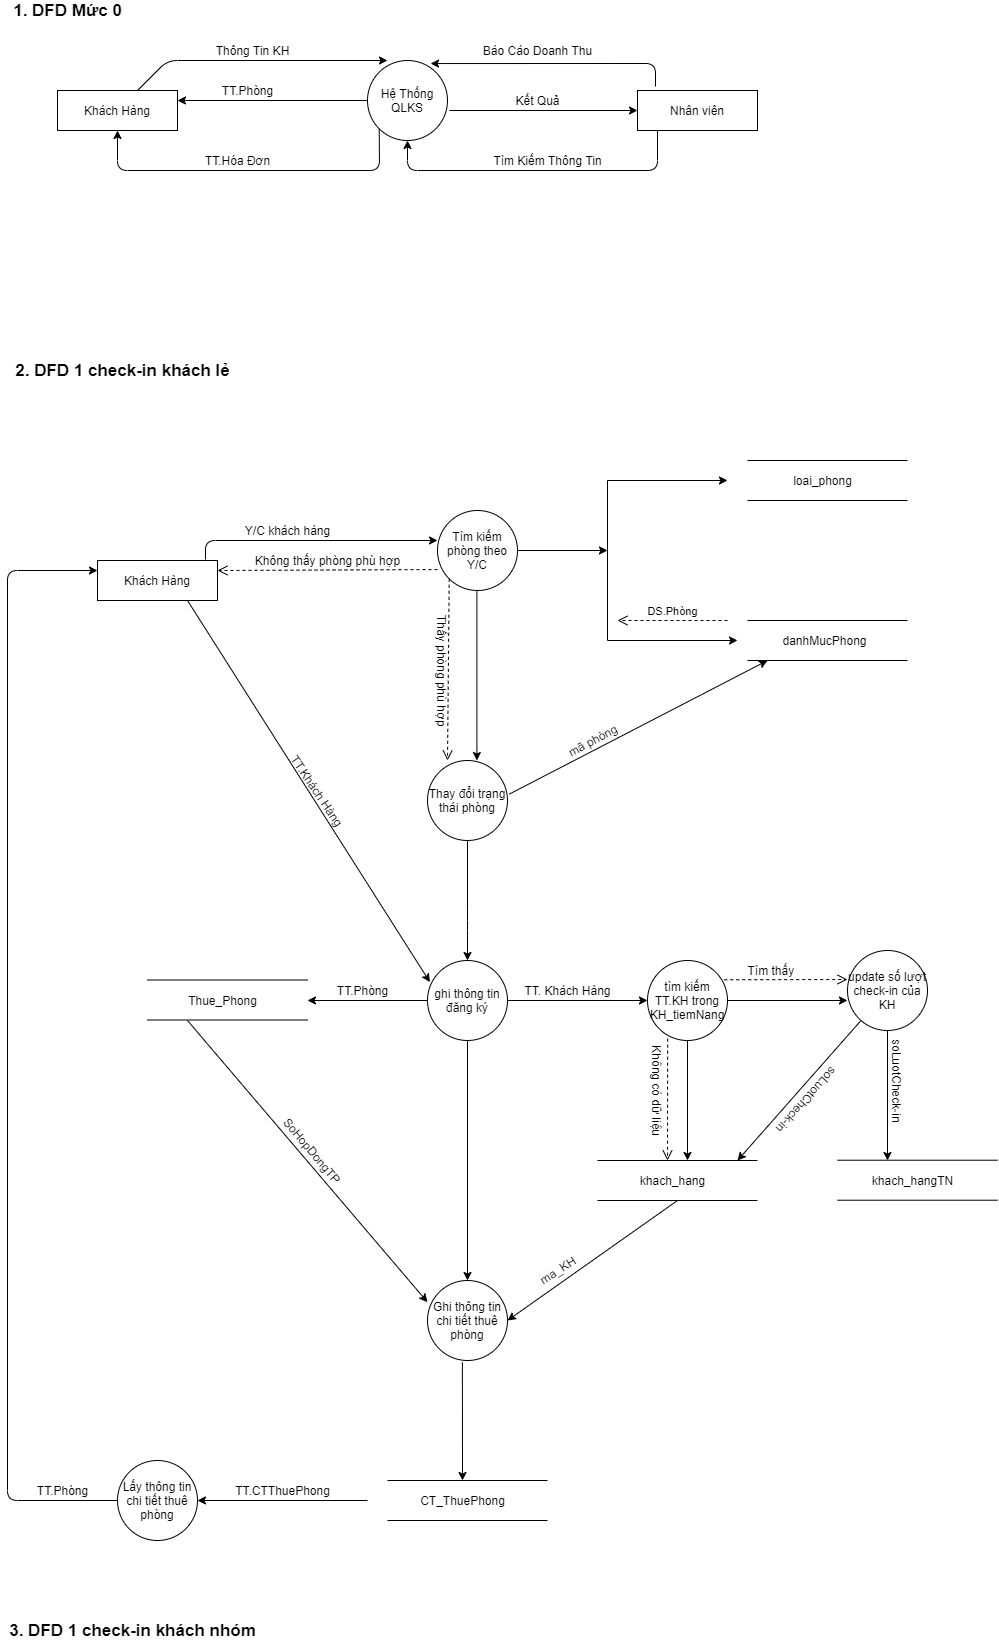 1. DFD Mức 0
Thông Tin KH
Báo Cáo Doanh Thu
Khách Hàng
TT.Phòng
Hệ Thống
QLKS
Kết Quả
Nhân viên
TT.Hóa Đơn
Tìm Kiếm Thông Tin
2. DFD 1 check-in khách lẻ
loai_phong
Y/C khách hàng
Tìm kiếm
phòng theo
Y/C
Không thấy phòng phù hợp
Khách Hàng
DS.Phòng
danhMucPhong
Thấy phòng phù hợp
mã phòng
TT.Khách Hàng
Thay đổi trạng
thái phòng
Tìm thấy
update số lượt
check-in của
KH
Thue_Phong
TT.Phòng
ghi thông tin
đăng ký
TT. Khách Hàng
tìm kiếm
TT.KH trong
KH_tiemNang
Không có dữ liệu
soLuotCheck-in
soLuotCheck-in
SoHopDongTP
khach_hang
khach_hangTN
ma_KH
Ghi thông tin
chi tiết thuê
phòng
TT.Phòng
Lấy thông tin
chi tiết thuê
phòng
TT.CTThuePhong
CT_ThuePhong
3. DFD 1 check-in khách nhóm